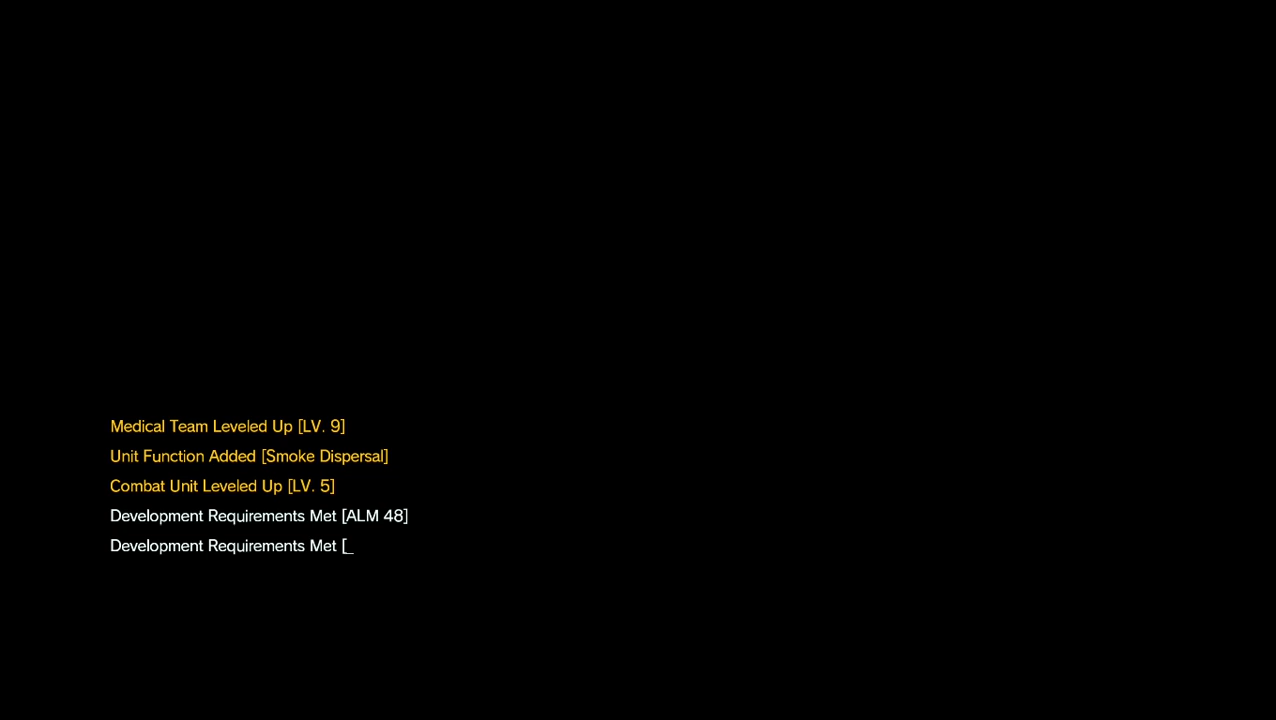 Medical Team Leveled Up [LV. 9]
Unit Function Added [Smoke Dispersal]
Combat Unit Leveled Up [LV. 5]
Development Requirements Met [ALM 48]
Development Requirements Met [_